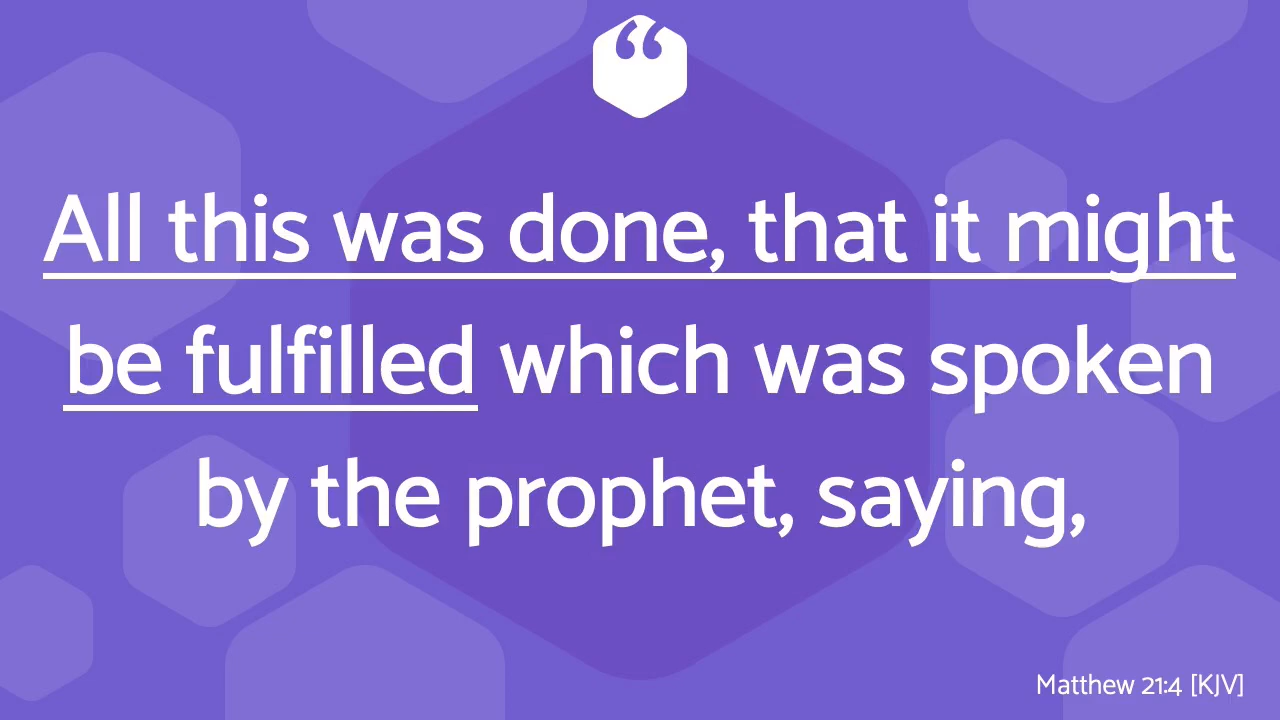 “
All this was done, that it might
be fulfilled which was spoken
by the prophet, saying,
Matthew 21:4 [KJV]